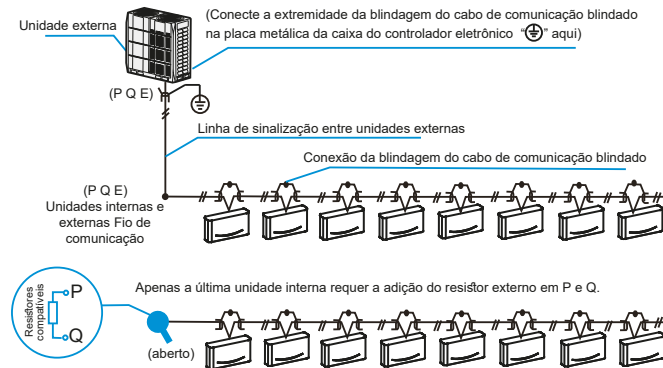 Unidade externa
(Conecte a extremidade da blindagem do cabo de comunicação blindado
na placa metálica da caixa do controlador eletrônico "⏚" aqui)
(P Q E)
Linha de sinalização entre unidades externas
Conexão da blindagem do cabo de comunicação blindado
(P Q E)
Unidades internas e
externas Fio de
comunicação
Apenas a última unidade interna requer a adição do resistor externo em P e Q.
Resistores
compatíveis
P
Q
(aberto)